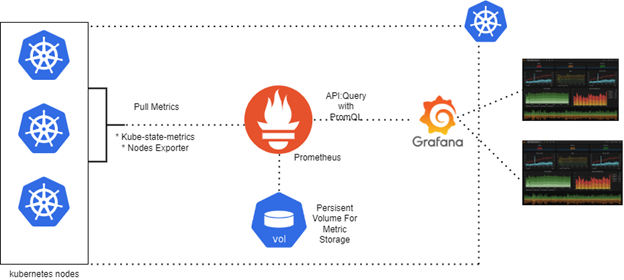 Pull Metrics
* Kube-state-metrics
* Nodes Exporter
API:Query
with
PromQL
Grafana
Prometheus
Persisent
Volume For
Metric
Storage
vol
kubernetes nodes